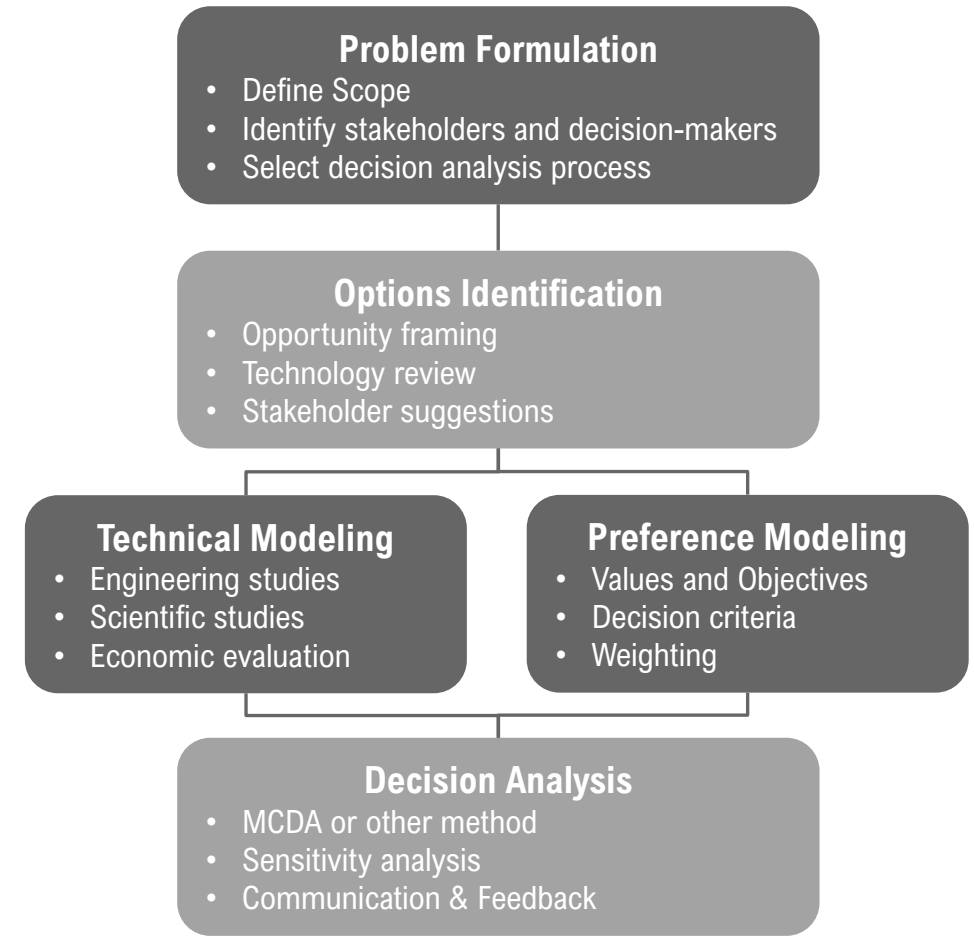 Problem Formulation
• Define Scope
• Identify stakeholders and decision-makers
• Select decision analysis process
Options Identification
• Opportunity framing
• Technology review
• Stakeholder suggestions
Technical Modeling
• Engineering studies
• Scientific studies
• Economic evaluation
Preference Modeling
• Values and Objectives
• Decision criteria
• Weighting
Decision Analysis
• MCDA or other method
• Sensitivity analysis
• Communication & Feedback